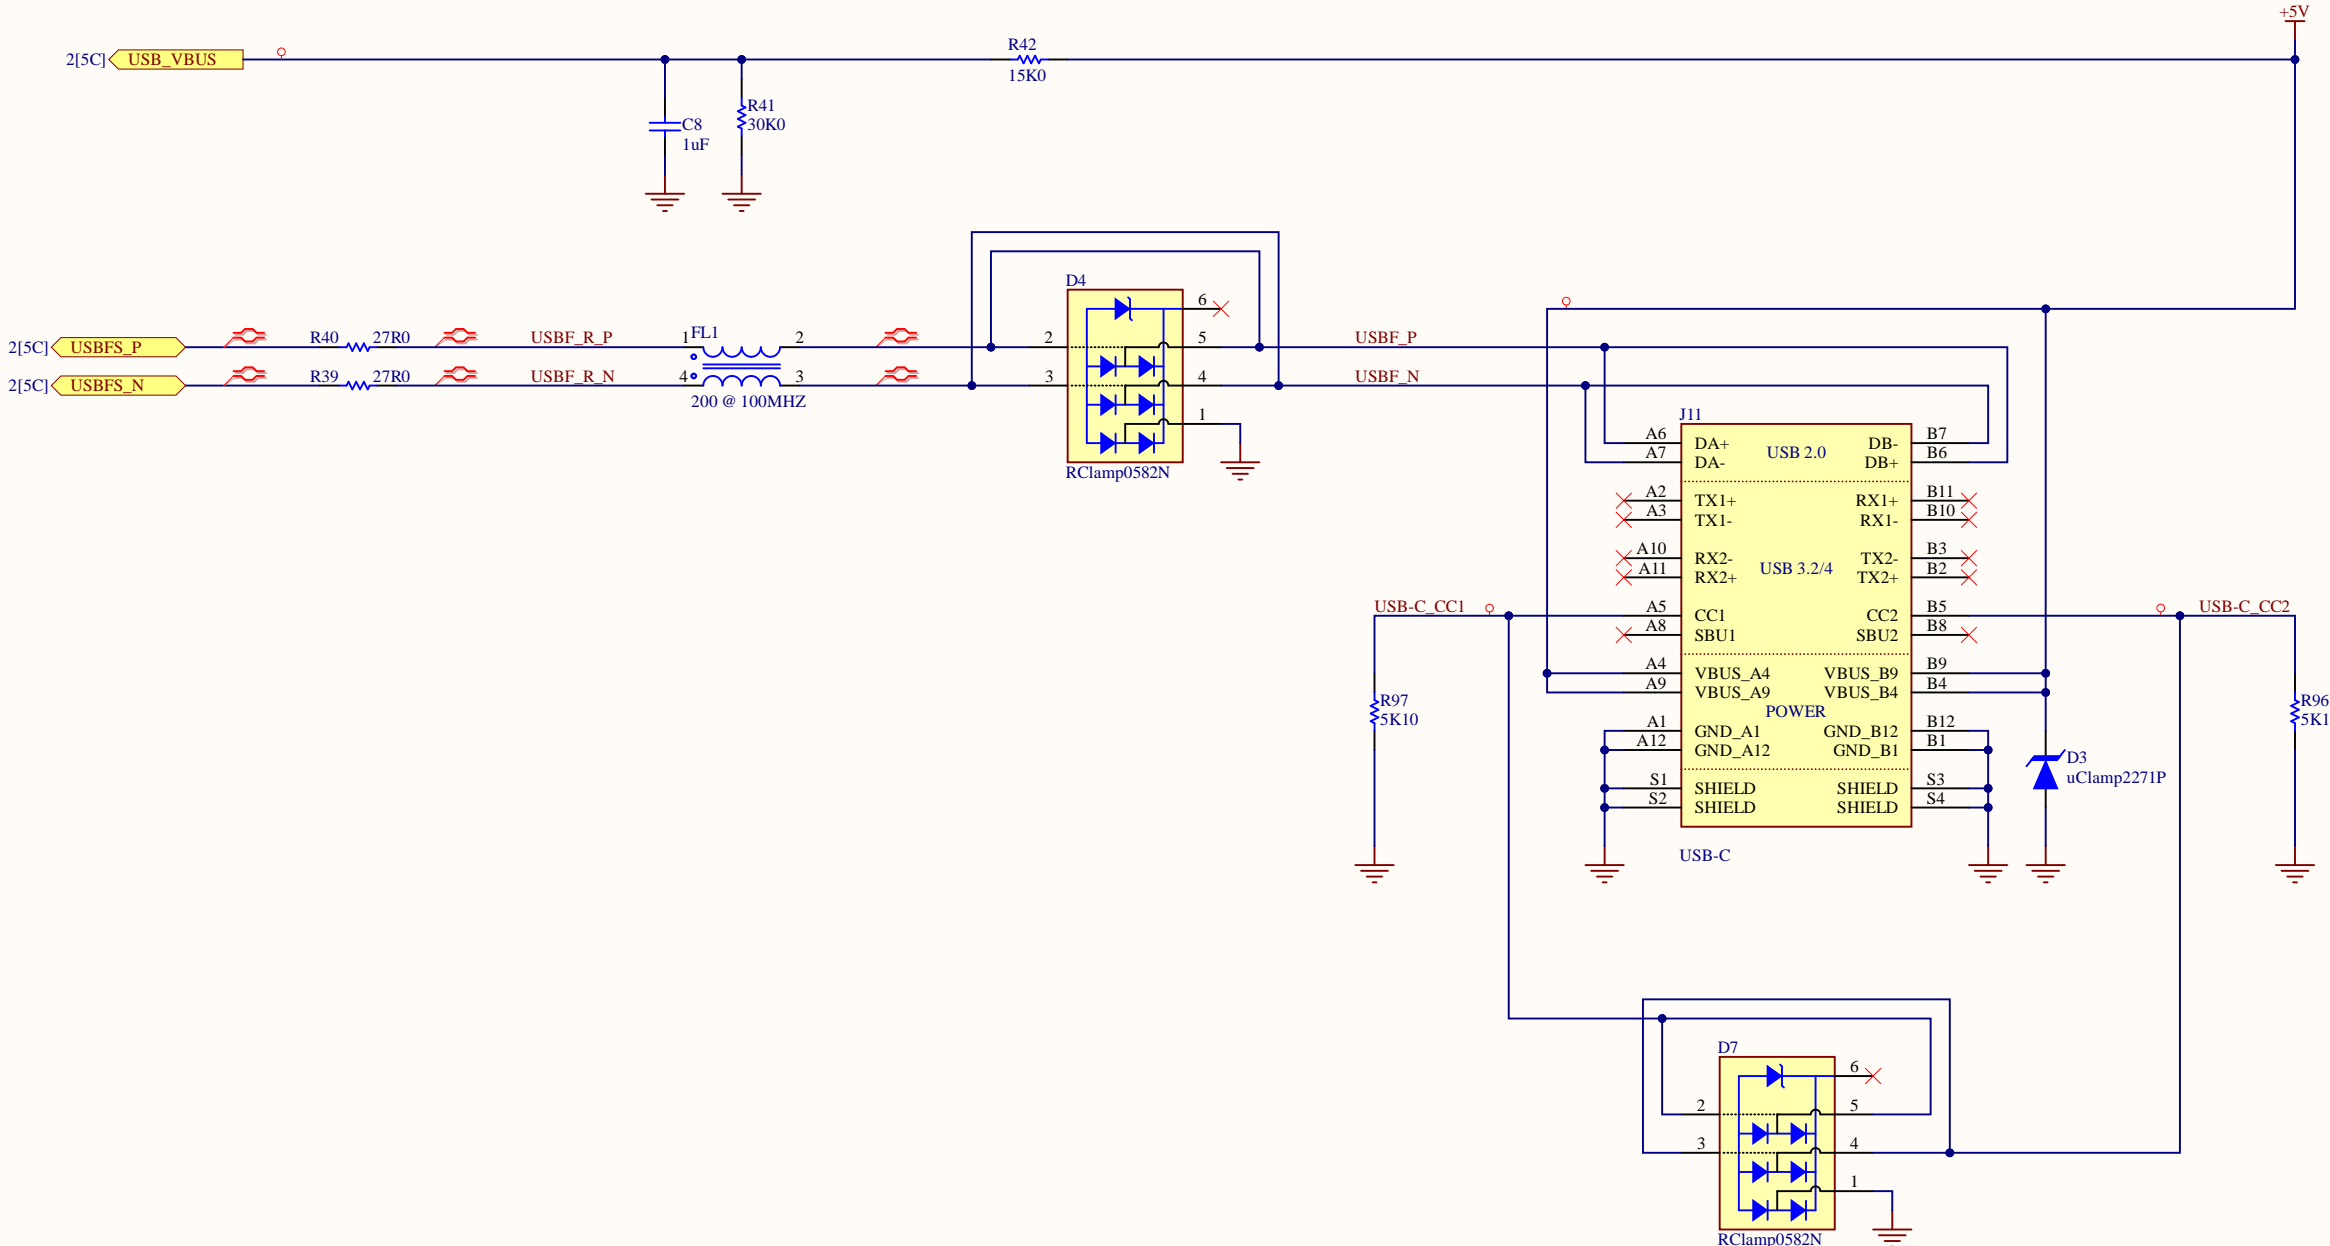 +5V
2[5C] USB_VBUS
R42
15K0
C8
1uF
R41
30K0
D4
2[5C] USBFS_P
R40 27R0
USBF_R_P
1 FL1 2
2[5C] USBFS_N
R39 27R0
USBF_R_N
4 3
200 @ 100MHZ
6
2 5
3 4
1
RClamp0582N
USBF_P
USBF_N
J11
A6 DA+ USB 2.0 DB- B7
A7 DA- DB+ B6
A2 TX1+ RX1+ B11
A3 TX1- RX1- B10
A10 RX2- TX2- B3
A11 RX2+ USB 3.2/4 TX2+ B2
USB-C_CC1
A5 CC1 CC2 B5
USB-C_CC2
A8 SBU1 SBU2 B8
A4 VBUS_A4 VBUS_B9 B9
A9 VBUS_A9 VBUS_B4 B4
POWER
A1 GND_A1 GND_B12 B12
A12 GND_A12 GND_B1 B1
S1 SHIELD SHIELD S3
S2 SHIELD SHIELD S4
USB-C
R97
5K10
R96
5K1
D3
uClamp2271P
D7
6
2 5
3 4
1
RClamp0582N